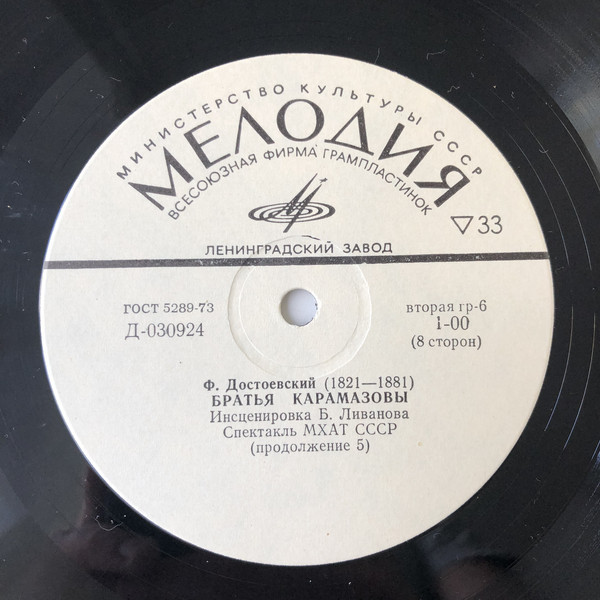 МИНИСТЕРСТВО КУЛЬТУРЫ СССР
МЕЛОДИЯ
ВСЕСОЮЗНАЯ ФИРМА ГРАМПЛАСТИНОК
▽33
ЛЕНИНГРАДСКИЙ ЗАВОД
ГОСТ 5289-73
Д-030924
вторая гр-6
1-00
(8 сторон)
Ф. Достоевский (1821—1881)
БРАТЬЯ КАРАМАЗОВЫ
Инсценировка Б. Ливанова
Спектакль МХАТ СССР
(продолжение 5)